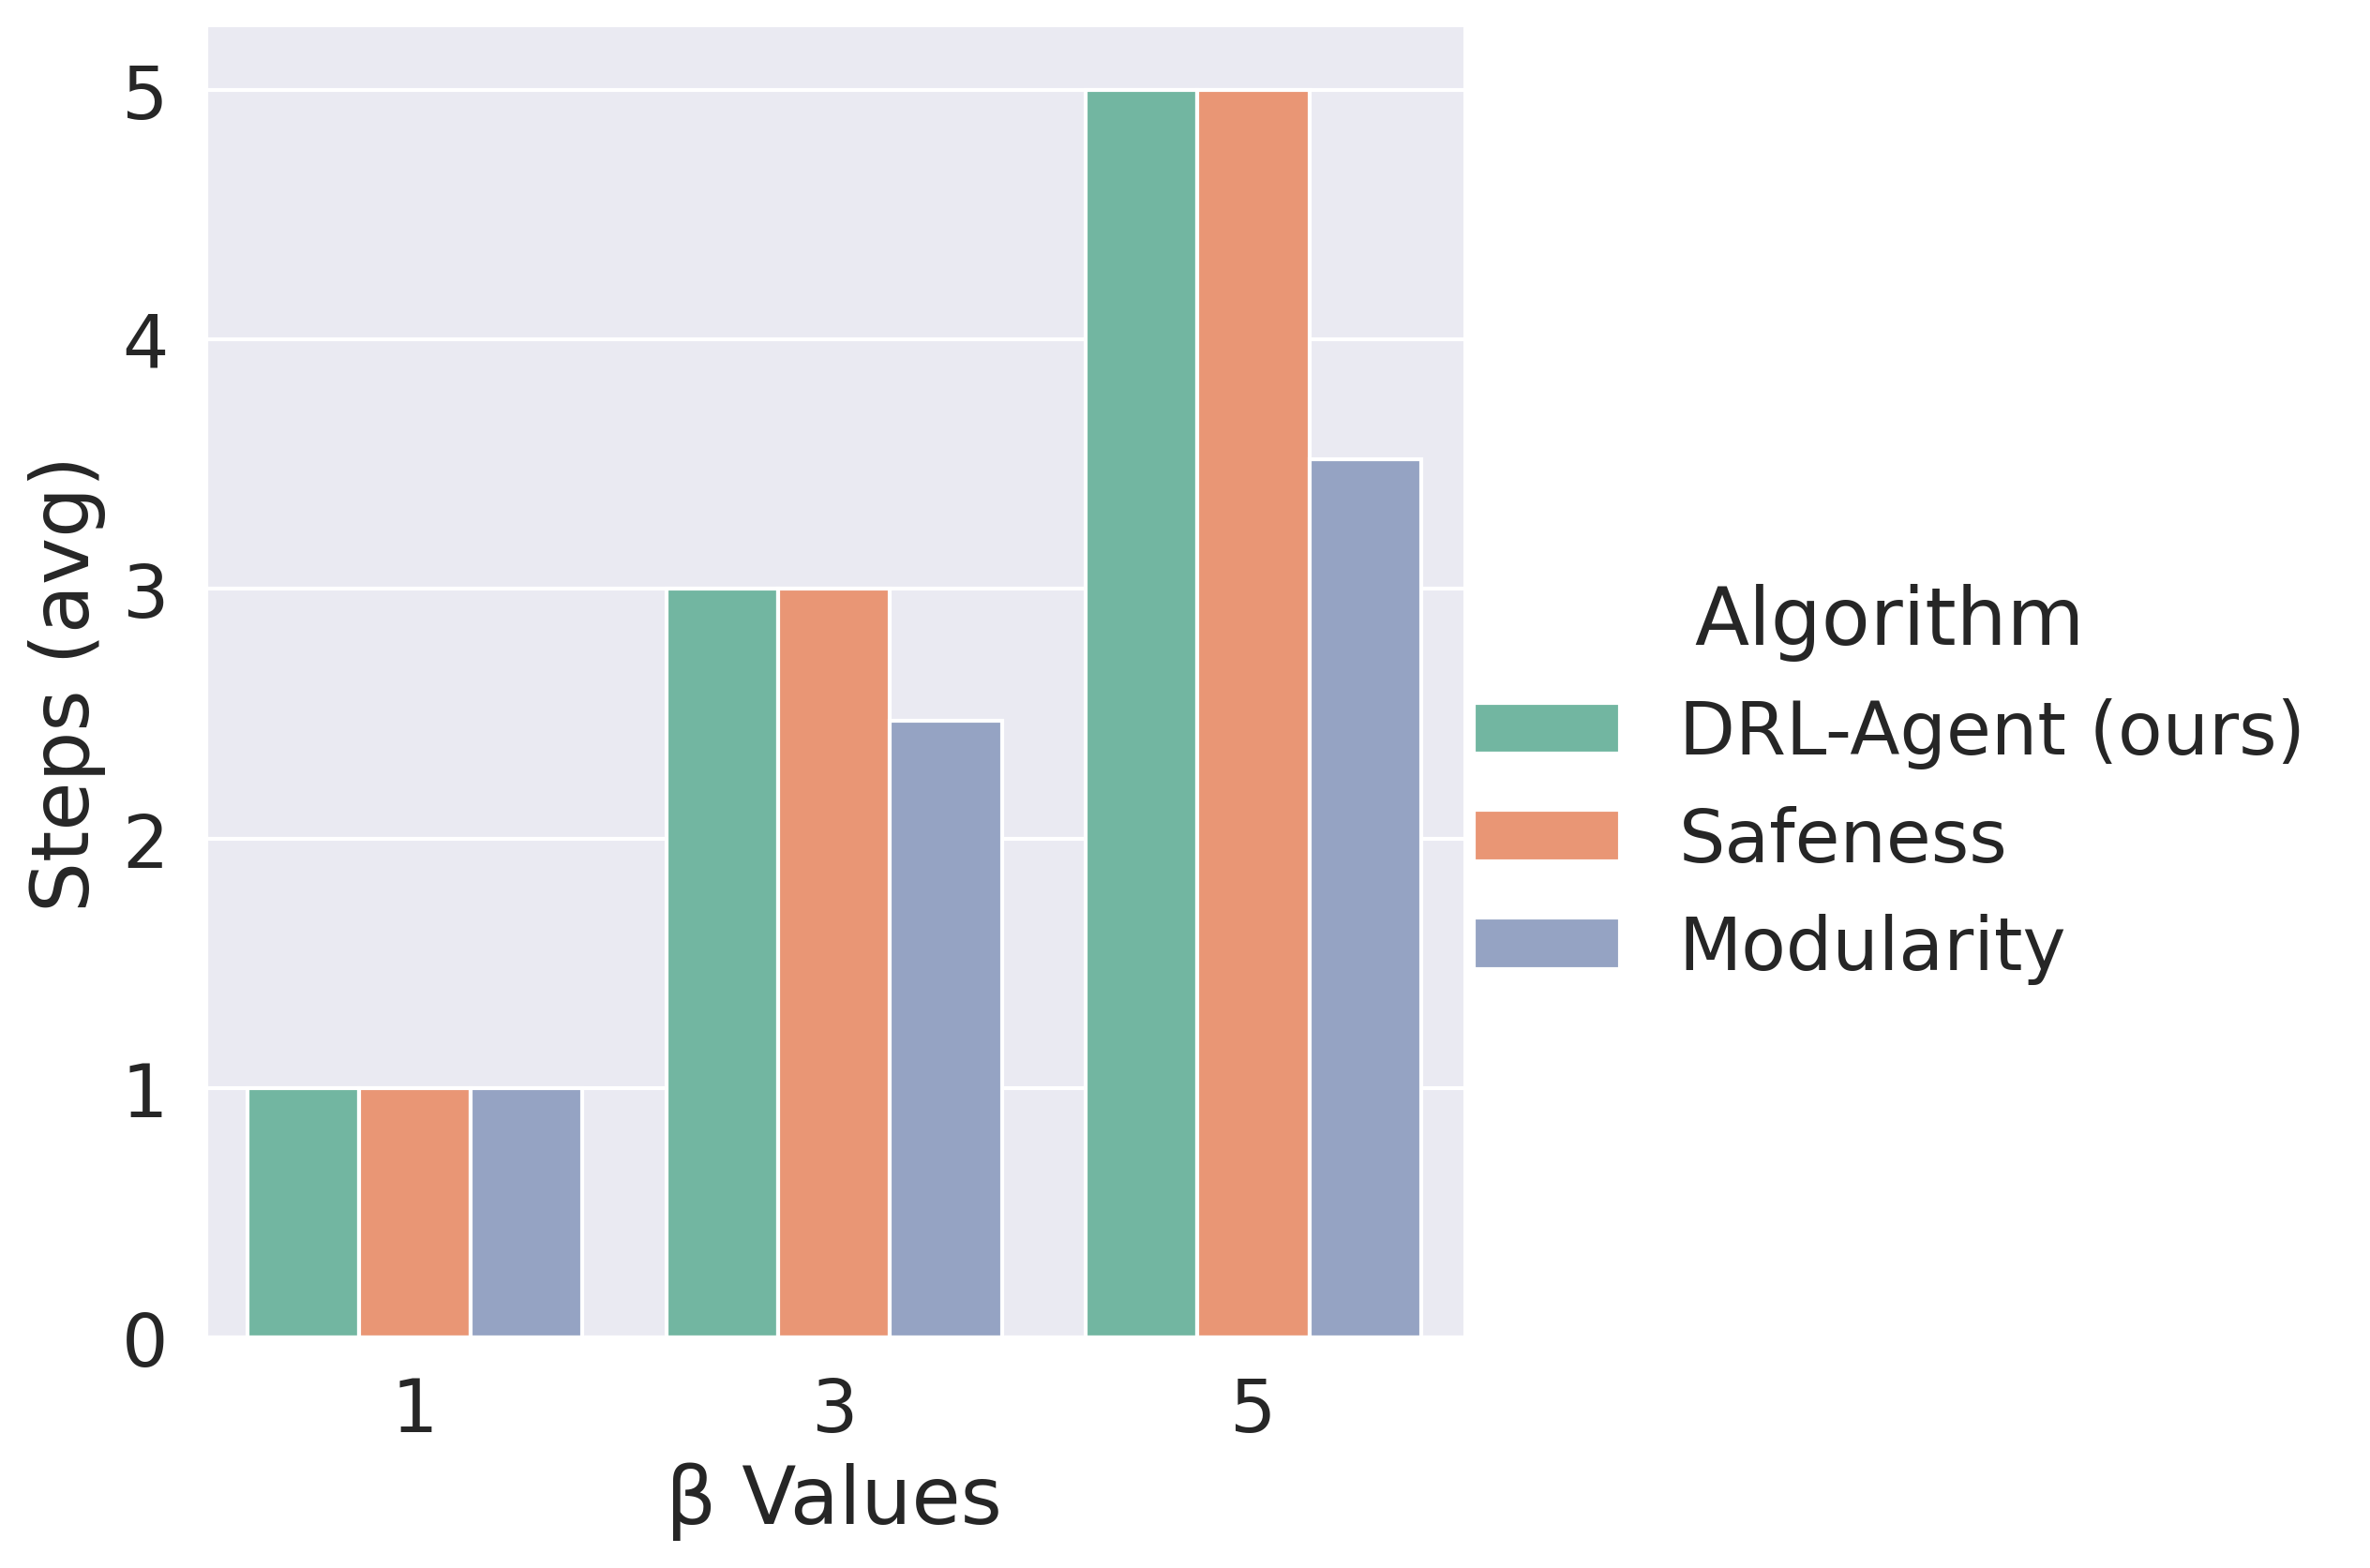 Steps (avg)
5
4
3
2
1
0
1 3 5
β Values
Algorithm
DRL-Agent (ours)
Safeness
Modularity